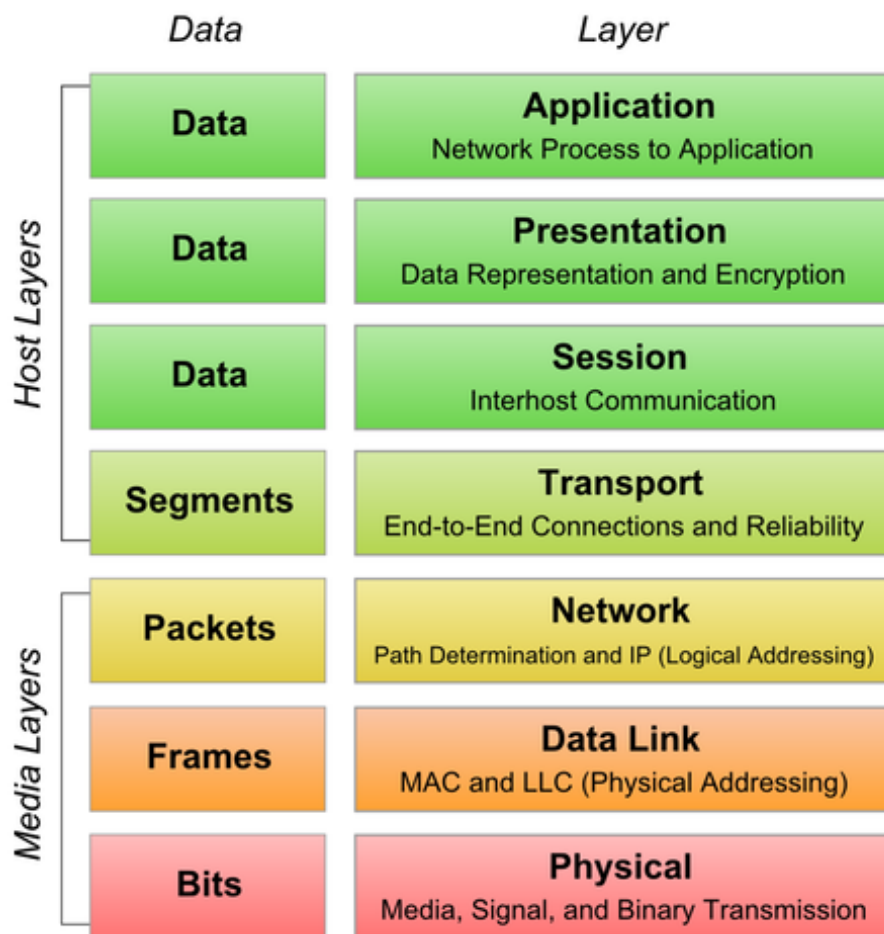 Data
Layer
Host Layers
Data
Application
Network Process to Application
Data
Presentation
Data Representation and Encryption
Data
Session
Interhost Communication
Segments
Transport
End-to-End Connections and Reliability
Media Layers
Packets
Network
Path Determination and IP (Logical Addressing)
Frames
Data Link
MAC and LLC (Physical Addressing)
Bits
Physical
Media, Signal, and Binary Transmission